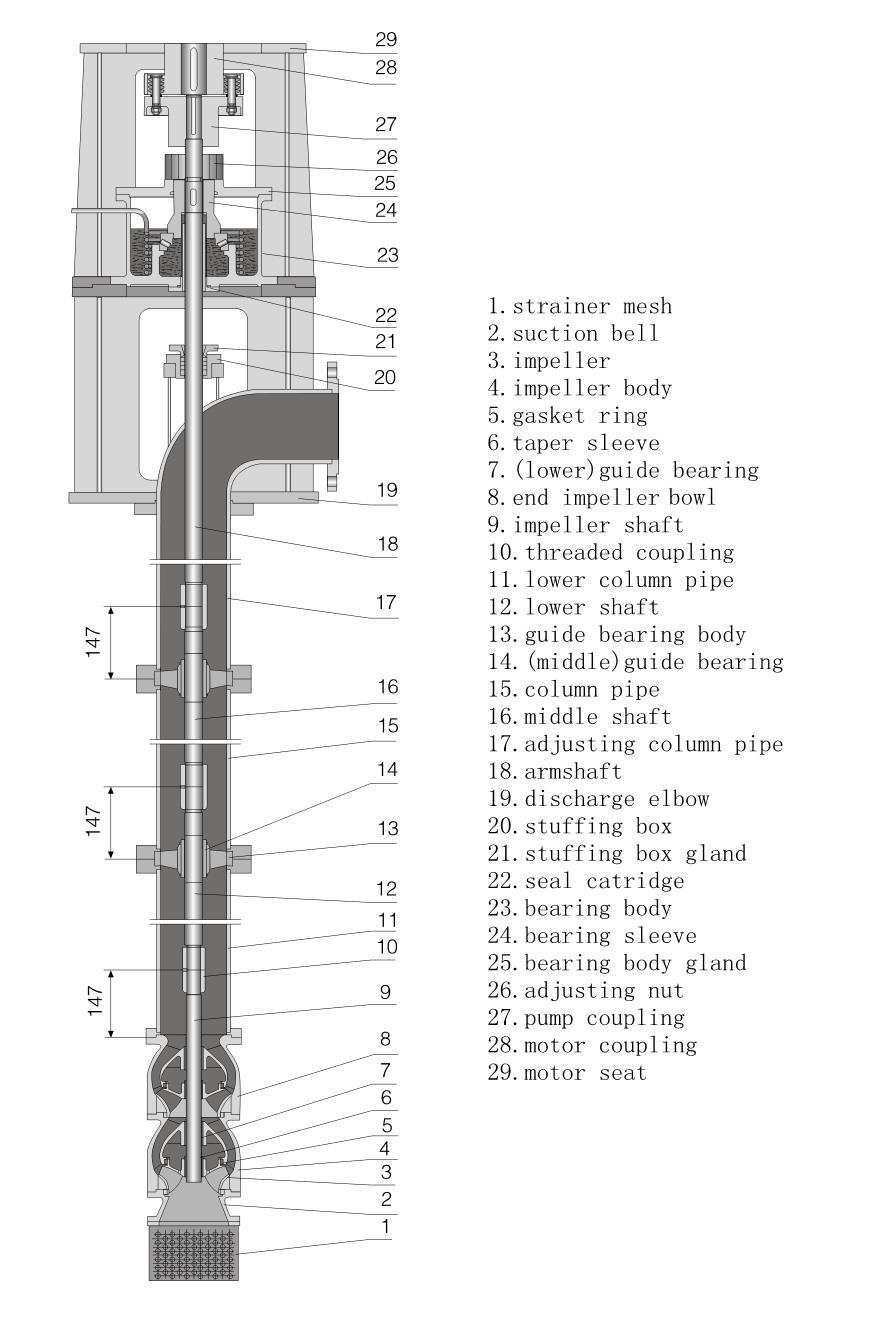 29
28
27
26
25
24
23
22
21
20
19
18
17
147
16
15
14
147
13
12
11
10
147
9
8
7
6
5
4
3
2
1
1.strainer mesh
2.suction bell
3.impeller
4.impeller body
5.gasket ring
6.taper sleeve
7.(lower)guide bearing
8.end impeller bowl
9.impeller shaft
10.threaded coupling
11.lower column pipe
12.lower shaft
13.guide bearing body
14.(middle)guide bearing
15.column pipe
16.middle shaft
17.adjusting column pipe
18.armshaft
19.discharge elbow
20.stuffing box
21.stuffing box gland
22.seal catridge
23.bearing body
24.bearing sleeve
25.bearing body gland
26.adjusting nut
27.pump coupling
28.motor coupling
29.motor seat